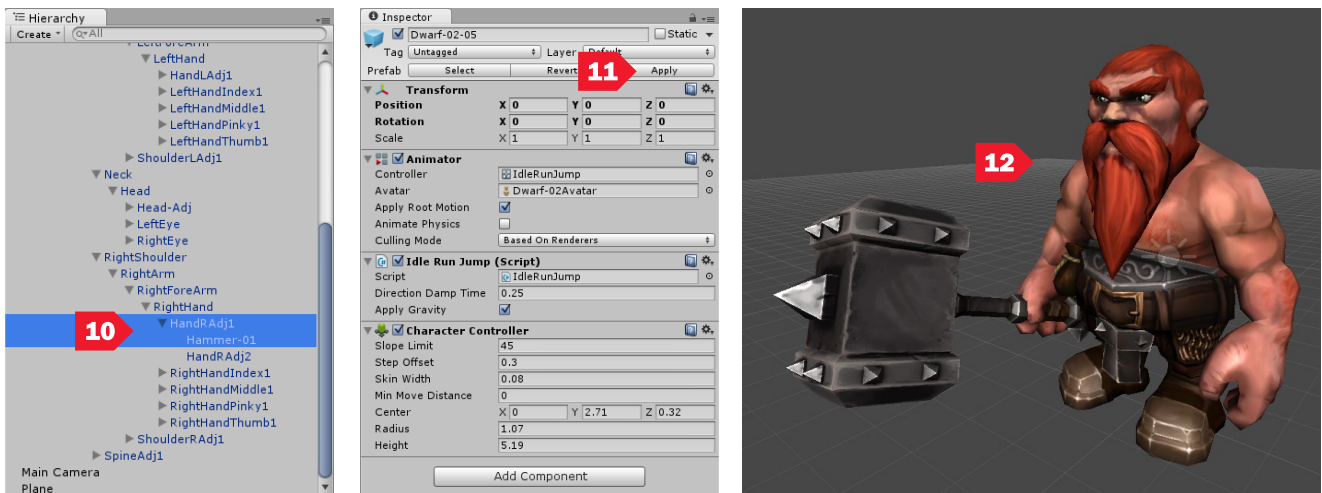 Hierarchy
Create
All
LeftForeArm
LeftHand
HandLAdj1
LeftHandIndex1
LeftHandMiddle1
LeftHandPinky1
LeftHandThumb1
ShoulderLAdj1
Neck
Head
Head-Adj
LeftEye
RightEye
RightShoulder
RightArm
RightForeArm
RightHand
10
HandRAdj1
Hammer-01
HandRAdj2
RightHandIndex1
RightHandMiddle1
RightHandPinky1
RightHandThumb1
ShoulderRAdj1
SpineAdj1
Main Camera
Plane
Inspector
Dwarf-02-05 Static
Tag Untagged Layer Default
Prefab Select Revert 11 Apply
Transform
Position X 0 Y 0 Z 0
Rotation X 0 Y 0 Z 0
Scale X 1 Y 1 Z 1
Animator
Controller IdleRunJump
Avatar Dwarf-02Avatar
Apply Root Motion
Animate Physics
Culling Mode Based On Renderers
Idle Run Jump (Script)
Script IdleRunJump
Direction Damp Time 0.25
Apply Gravity
Character Controller
Slope Limit 45
Step Offset 0.3
Skin Width 0.08
Min Move Distance 0
Center X 0 Y 2.71 Z 0.32
Radius 1.07
Height 5.19
Add Component
12